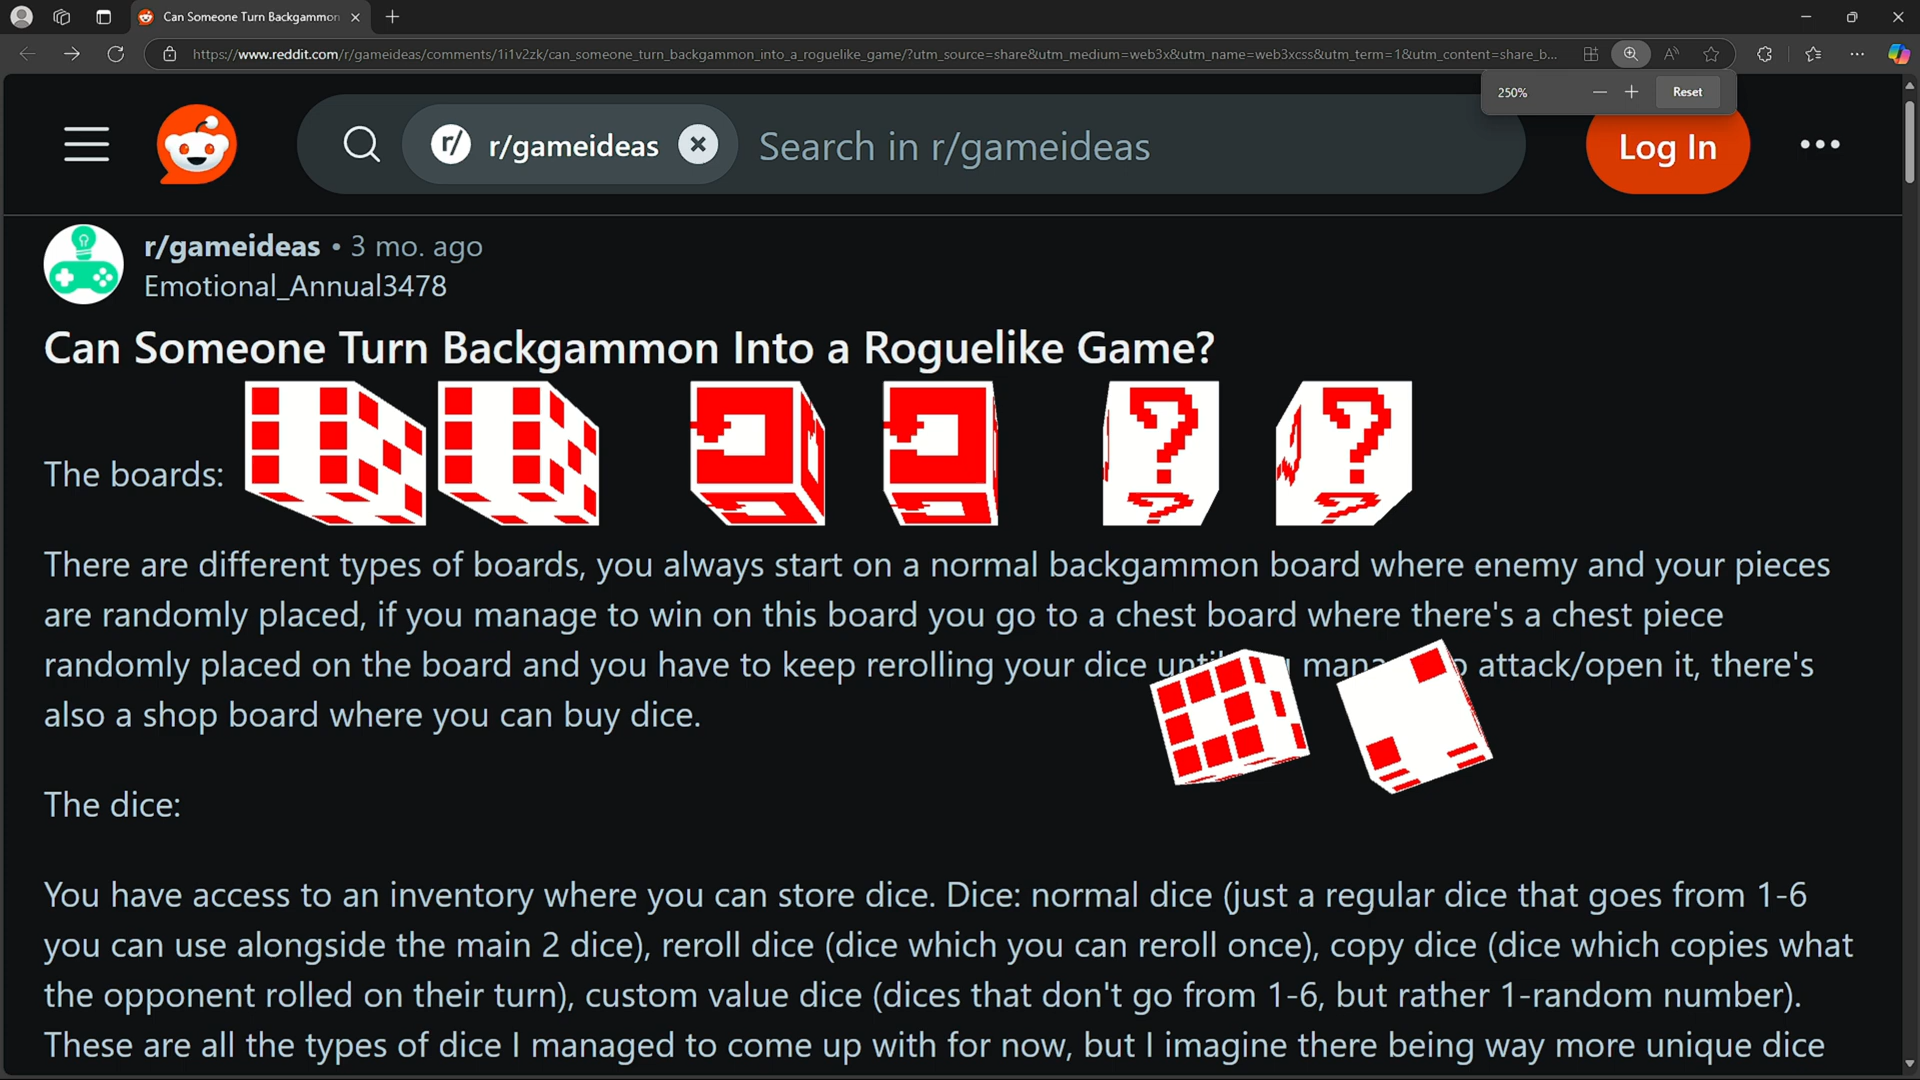 Can Someone Turn Backgammon
https://www.reddit.com/r/gameideas/comments/1i1v2zk/can_someone_turn_backgammon_into_a_roguelike_game/?utm_source=share&utm_medium=web3x&utm_name=web3xcss&utm_term=1&utm_content=share_b...
250%
Reset
r/
r/gameideas
Search in r/gameideas
Log In
r/gameideas • 3 mo. ago
Emotional_Annual3478
Can Someone Turn Backgammon Into a Roguelike Game?
? ?
The boards:
There are different types of boards, you always start on a normal backgammon board where enemy and your pieces
are randomly placed, if you manage to win on this board you go to a chest board where there's a chest piece
randomly placed on the board and you have to keep rerolling your dice attack/open it, there's
also a shop board where you can buy dice.
The dice:
You have access to an inventory where you can store dice. Dice: normal dice (just a regular dice that goes from 1-6
you can use alongside the main 2 dice), reroll dice (dice which you can reroll once), copy dice (dice which copies what
the opponent rolled on their turn), custom value dice (dices that don't go from 1-6, but rather 1-random number).
These are all the types of dice I managed to come up with for now, but I imagine there being way more unique dice